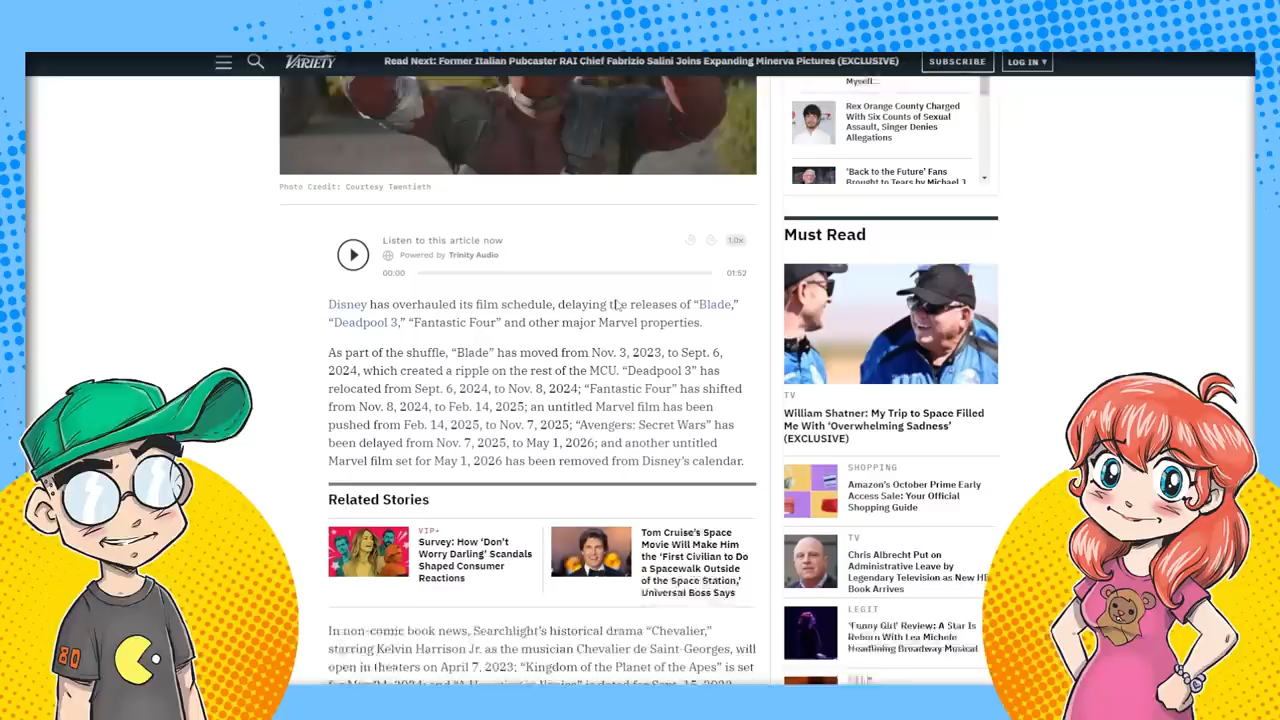 VARIETY
Read Next: Former Italian Pubcaster RAI Chief Fabrizio Salini Joins Expanding Minerva Pictures (EXCLUSIVE)
SUBSCRIBE
LOG IN
Photo Credit: Courtesy Twentieth
Listen to this article now
1.0x
Powered by Trinity Audio
00:00
01:52
Disney has overhauled its film schedule, delaying the releases of “Blade,”
“Deadpool 3,” “Fantastic Four” and other major Marvel properties.
As part of the shuffle, “Blade” has moved from Nov. 3, 2023, to Sept. 6,
2024, which created a ripple on the rest of the MCU. “Deadpool 3” has
relocated from Sept. 6, 2024, to Nov. 8, 2024; “Fantastic Four” has shifted
from Nov. 8, 2024, to Feb. 14, 2025; an untitled Marvel film has been
pushed from Feb. 14, 2025, to Nov. 7, 2025; “Avengers: Secret Wars” has
been delayed from Nov. 7, 2025, to May 1, 2026; and another untitled
Marvel film set for May 1, 2026 has been removed from Disney’s calendar.
Related Stories
VIP+
Survey: How ‘Don’t
Worry Darling’ Scandals
Shaped Consumer
Reactions
Tom Cruise’s Space
Movie Will Make Him
the ‘First Civilian to Do
a Spacewalk Outside
of the Space Station,’
Universal Boss Says
In non-comic book news, Searchlight’s historical drama “Chevalier,”
starring Kelvin Harrison Jr. as the musician Chevalier de Saint-Georges, will
open in theaters on April 7, 2023; “Kingdom of the Planet of the Apes” is set
Myself...
Rex Orange County Charged
With Six Counts of Sexual
Assault, Singer Denies
Allegations
‘Back to the Future’ Fans
Brought to Tears by Michael J.
Must Read
TV
William Shatner: My Trip to Space Filled
Me With ‘Overwhelming Sadness’
(EXCLUSIVE)
SHOPPING
Amazon’s October Prime Early
Access Sale: Your Official
Shopping Guide
TV
Chris Albrecht Put on
Administrative Leave by
Legendary Television as New HBO
Book Arrives
LEGIT
‘Funny Girl’ Review: A Star Is
Reborn With Lea Michele
Headlining Broadway Musical
80